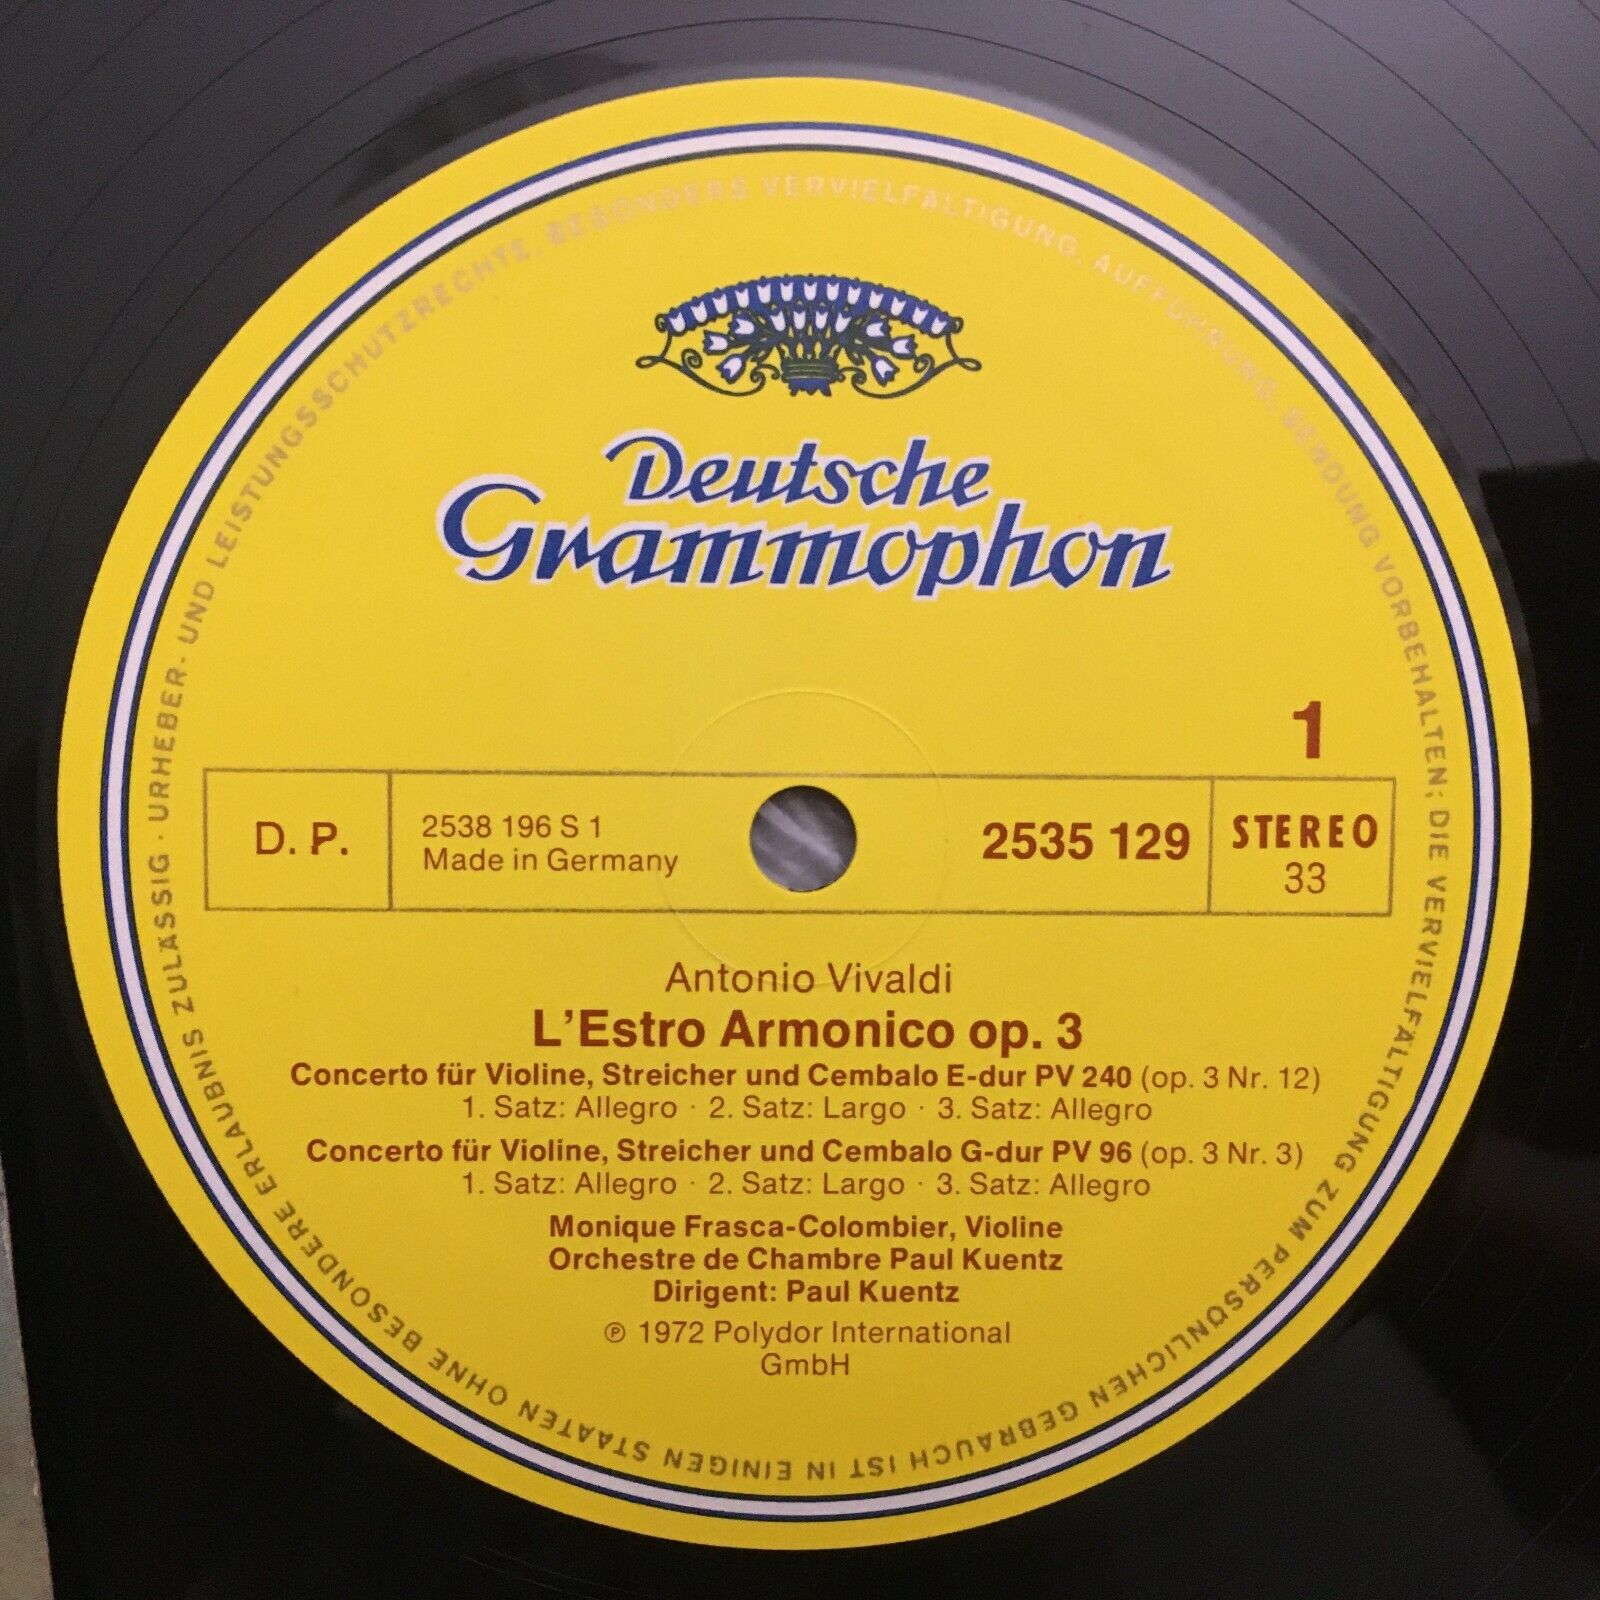 URHEBER- UND LEISTUNGSSCHUTZRECHTE, BESONDERS VERVIELFÄLTIGUNG, AUFFÜHRUNG, SENDUNG VORBEHALTEN; DIE VERVIELFÄLTIGUNG ZUM PERSÖNLICHEN GEBRAUCH IST IN EINIGEN STAATEN OHNE BESONDERE ERLAUBNIS ZULÄSSIG ·
Deutsche
Grammophon
1
D. P.
2538 196 S 1
Made in Germany
2535 129
STEREO
33
Antonio Vivaldi
L'Estro Armonico op. 3
Concerto für Violine, Streicher und Cembalo E-dur PV 240 (op. 3 Nr. 12)
1. Satz: Allegro · 2. Satz: Largo · 3. Satz: Allegro
Concerto für Violine, Streicher und Cembalo G-dur PV 96 (op. 3 Nr. 3)
1. Satz: Allegro · 2. Satz: Largo · 3. Satz: Allegro
Monique Frasca-Colombier, Violine
Orchestre de Chambre Paul Kuentz
Dirigent: Paul Kuentz
℗ 1972 Polydor International
GmbH